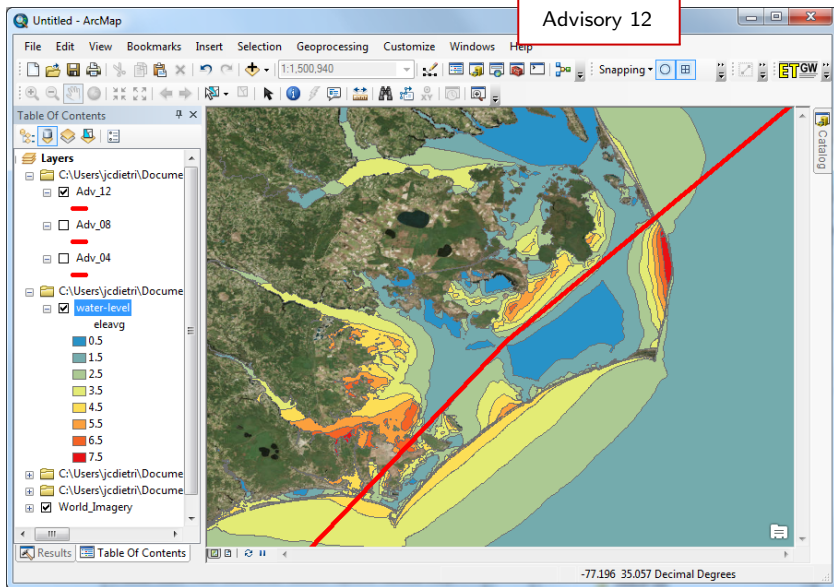 Advisory 12
Untitled - ArcMap
File Edit View Bookmarks Insert Selection Geoprocessing Customize Windows Help
1:1,500,940
Snapping
ET GW
Table Of Contents
Catalog
Layers
C:\Users\jcdietri\Docume
Adv_12
Adv_08
Adv_04
C:\Users\jcdietri\Docume
water-level
eleavg
0.5
1.5
2.5
3.5
4.5
5.5
6.5
7.5
C:\Users\jcdietri\Docume
C:\Users\jcdietri\Docume
World_Imagery
Results Table Of Contents
-77.196 35.057 Decimal Degrees